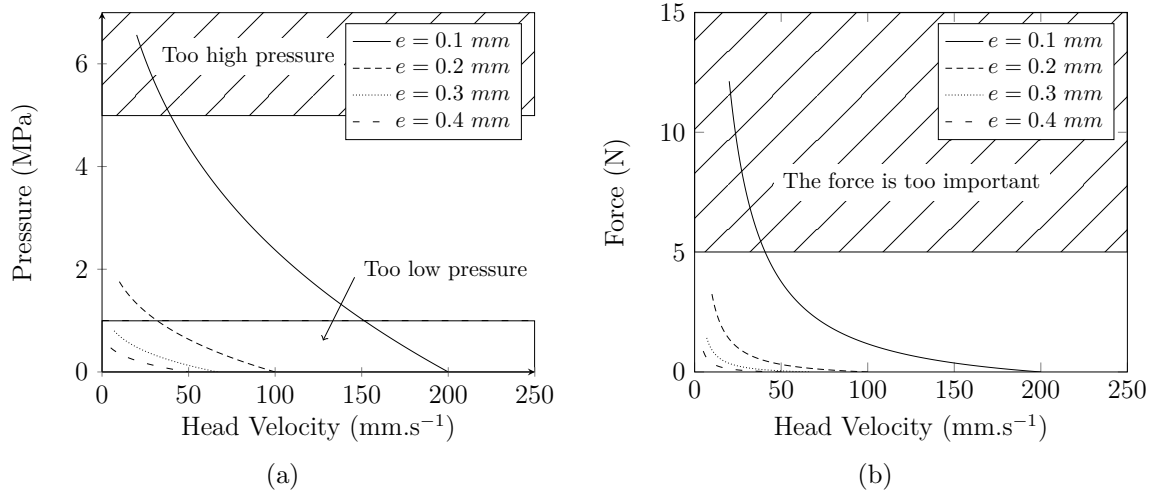 Too high pressure
e = 0.1 mm
e = 0.2 mm
e = 0.3 mm
e = 0.4 mm
Too low pressure
6
4
2
0
0 50 100 150 200 250
Pressure (MPa)
Head Velocity (mm.s⁻¹)
(a)
e = 0.1 mm
e = 0.2 mm
e = 0.3 mm
e = 0.4 mm
The force is too important
15
10
5
0
0 50 100 150 200 250
Force (N)
Head Velocity (mm.s⁻¹)
(b)